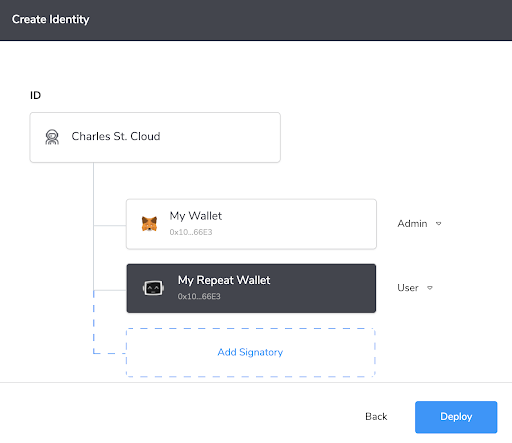 Create Identity
ID
Charles St. Cloud
My Wallet
0x10...66E3
Admin
My Repeat Wallet
0x10...66E3
User
Add Signatory
Back
Deploy